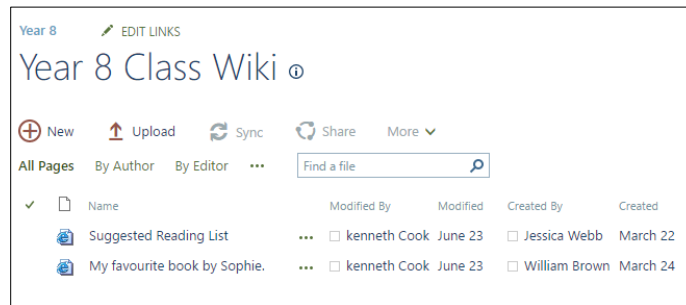 Year 8 EDIT LINKS
Year 8 Class Wiki
New Upload Sync Share More
All Pages By Author By Editor ... Find a file
Name Modified By Modified Created By Created
Suggested Reading List ... kenneth Cook June 23 Jessica Webb March 22
My favourite book by Sophie. ... kenneth Cook June 23 William Brown March 24